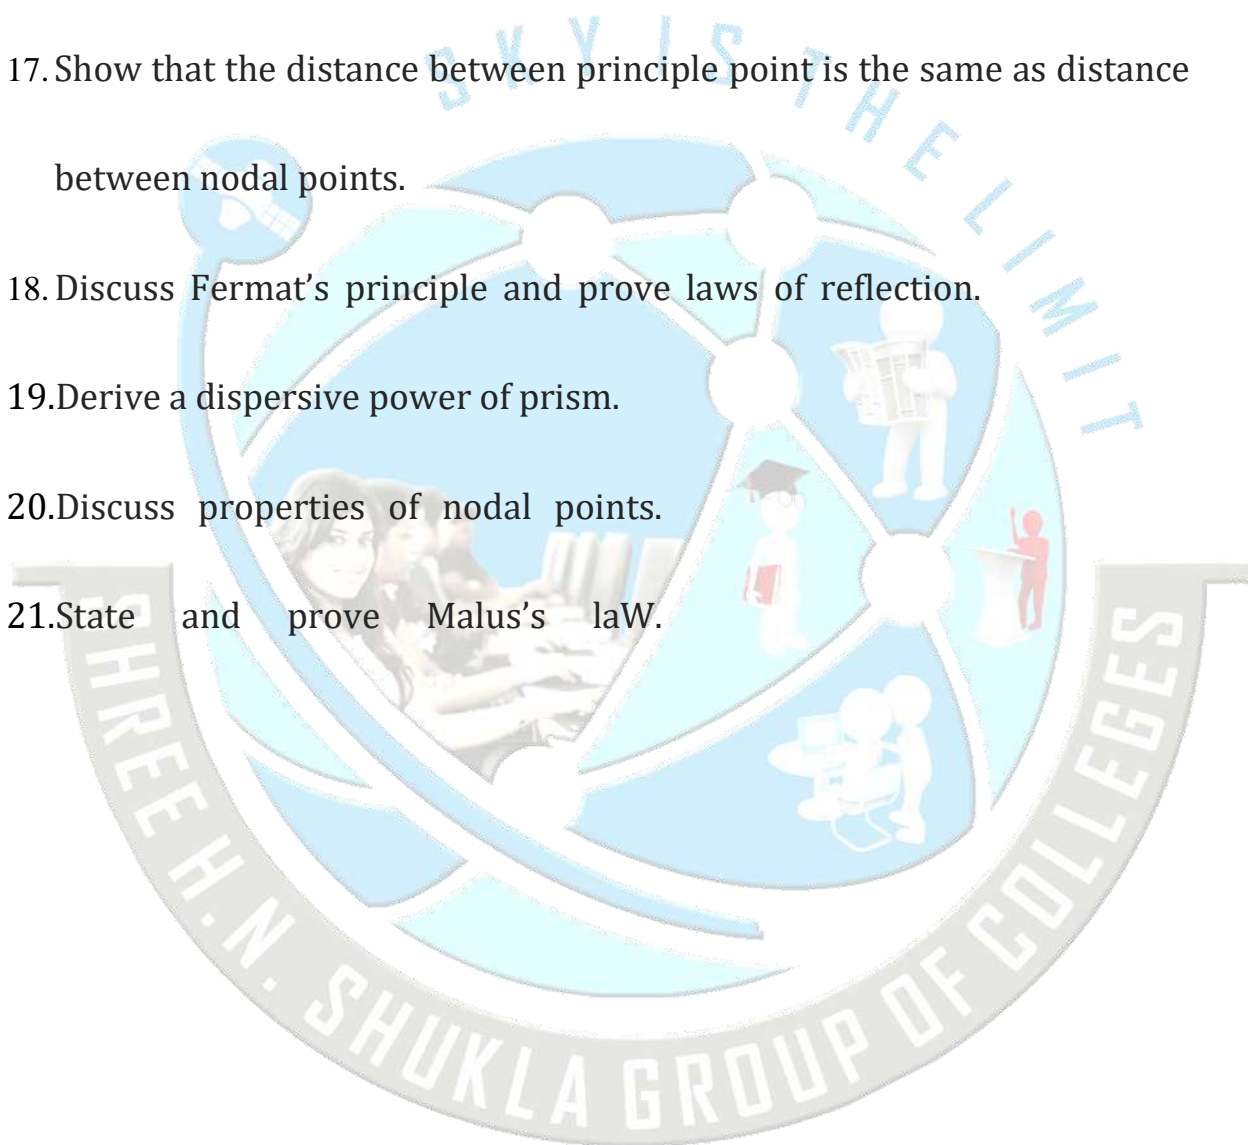 SKY IS THE LIMIT
17. Show that the distance between principle point is the same as distance
between nodal points.
18. Discuss Fermat’s principle and prove laws of reflection.
19.Derive a dispersive power of prism.
20.Discuss properties of nodal points.
21.State and prove Malus’s laW.
SHREE H.N. SHUKLA GROUP OF COLLEGES